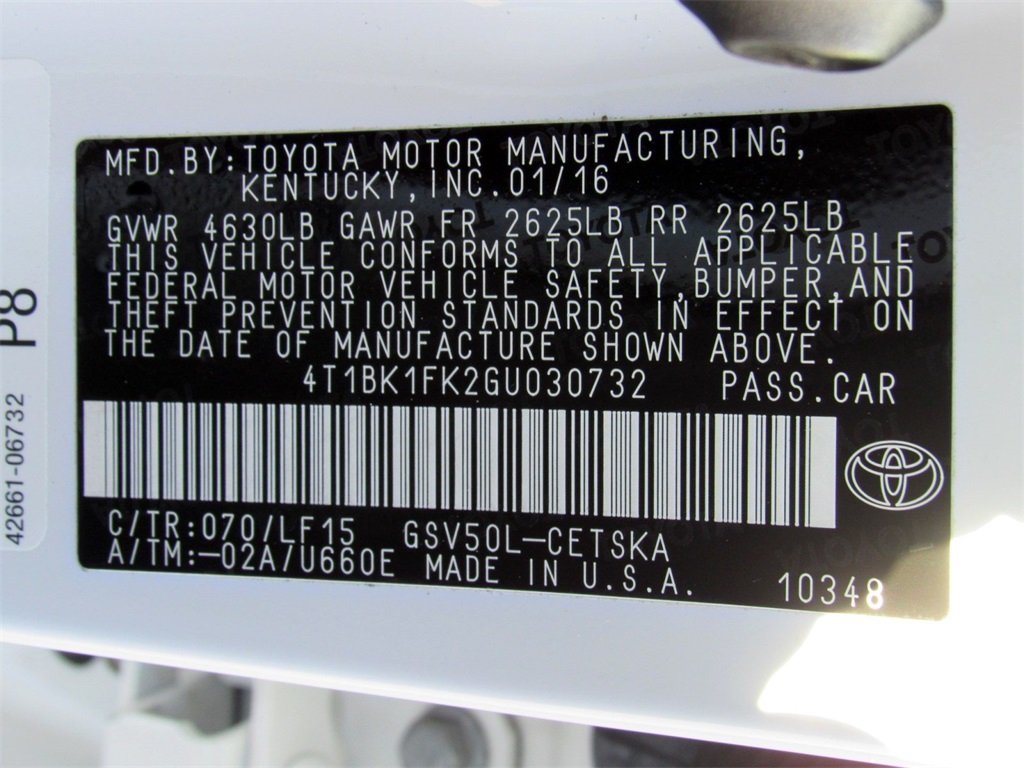 MFD.BY:TOYOTA MOTOR MANUFACTURING,
KENTUCKY, INC.01/16
GVWR 4630LB GAWR FR 2625LB RR 2625LB
THIS VEHICLE CONFORMS TO ALL APPLICABLE
FEDERAL MOTOR VEHICLE SAFETY,BUMPER,AND
THEFT PREVENTION STANDARDS IN EFFECT ON
THE DATE OF MANUFACTURE SHOWN ABOVE.
4T1BK1FK2GU030732 PASS.CAR
C/TR:070/LF15 GSV50L-CETSKA
A/TM:-02A/U660E MADE IN U.S.A.
10348
P8
42661-06732